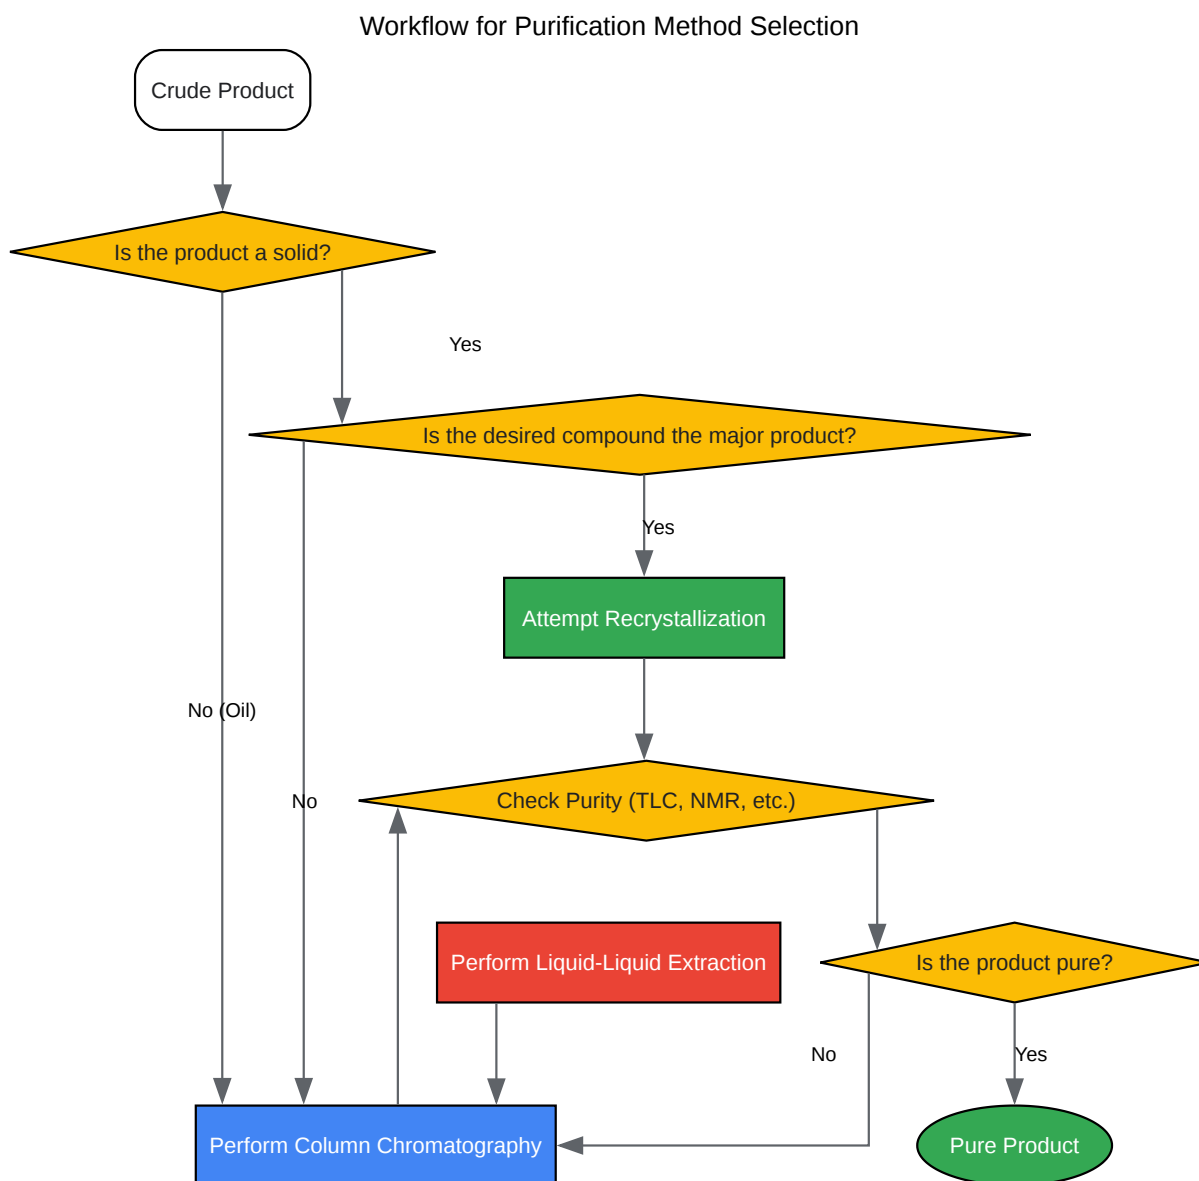 Workflow for Purification Method Selection
Crude Product
Is the product a solid?
Yes
Is the desired compound the major product?
Yes
Attempt Recrystallization
No (Oil)
No
Check Purity (TLC, NMR, etc.)
Perform Liquid-Liquid Extraction
Is the product pure?
No
Yes
Perform Column Chromatography
Pure Product